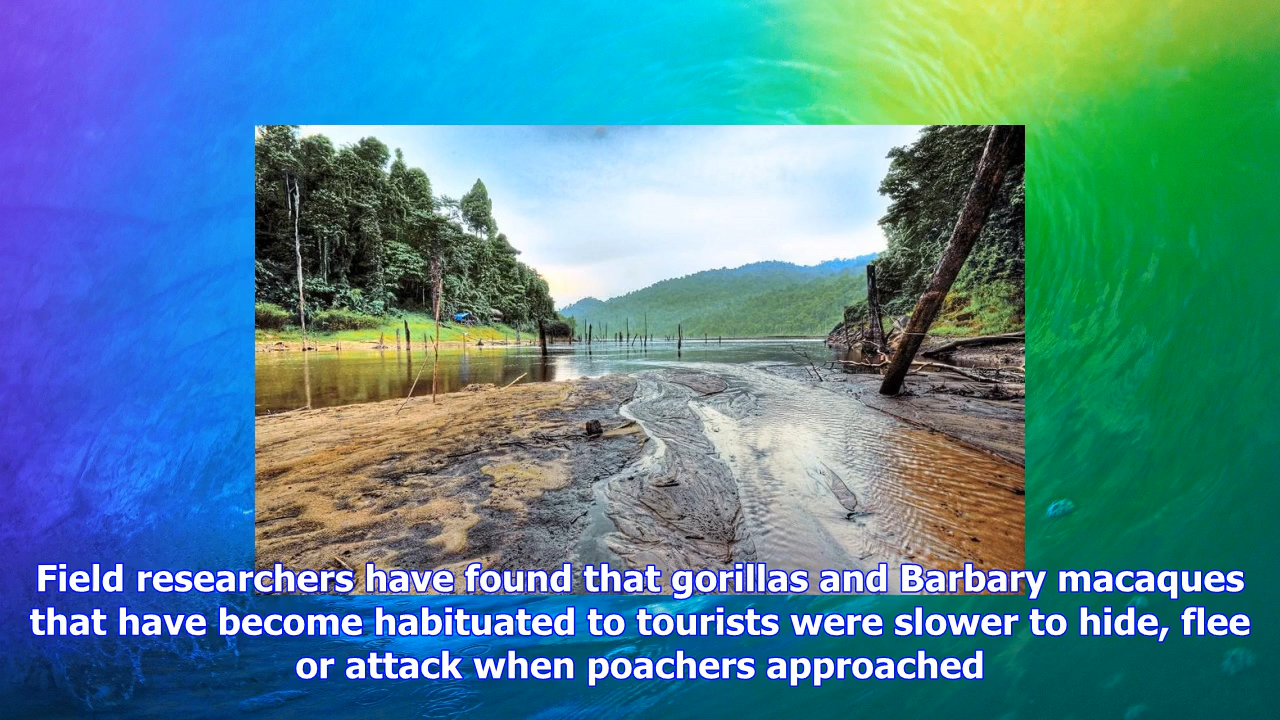 Field researchers have found that gorillas and Barbary macaques
that have become habituated to tourists were slower to hide, flee
or attack when poachers approached